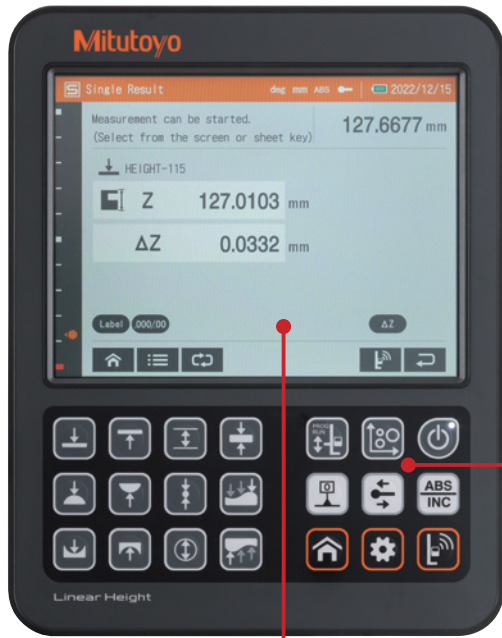 Mitutoyo
S Single Result deg mm ABS 2022/12/15
Measurement can be started.
(Select from the screen or sheet key)
127.6677 mm
HEIGHT-115
Z 127.0103 mm
ΔZ 0.0332 mm
Label .000/00 ΔZ
PROG
RUN
ABS
INC
Linear Height